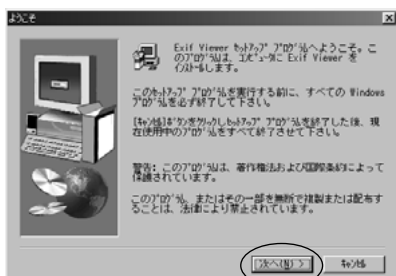 ようこそ
Exif Viewer ｾｯﾄｱｯﾌﾟ ﾌﾟﾛｸﾞﾗﾑへようこそ。こ
のﾌﾟﾛｸﾞﾗﾑは、ｺﾝﾋﾟｭｰﾀに Exif Viewer を
ｲﾝｽﾄｰﾙします。
このｾｯﾄｱｯﾌﾟ ﾌﾟﾛｸﾞﾗﾑを実行する前に、すべての Windows
ﾌﾟﾛｸﾞﾗﾑを必ず終了して下さい。
[ｷｬﾝｾﾙ]ﾎﾞﾀﾝをｸﾘｯｸしｾｯﾄｱｯﾌﾟ ﾌﾟﾛｸﾞﾗﾑを終了した後、現
在使用中のﾌﾟﾛｸﾞﾗﾑをすべて終了させて下さい。
警告: このﾌﾟﾛｸﾞﾗﾑは、著作権法および国際条約によって
保護されています。
このﾌﾟﾛｸﾞﾗﾑ、またはその一部を無断で複製または配布す
ることは、法律により禁止されています。
次へ(N) >
ｷｬﾝｾﾙ